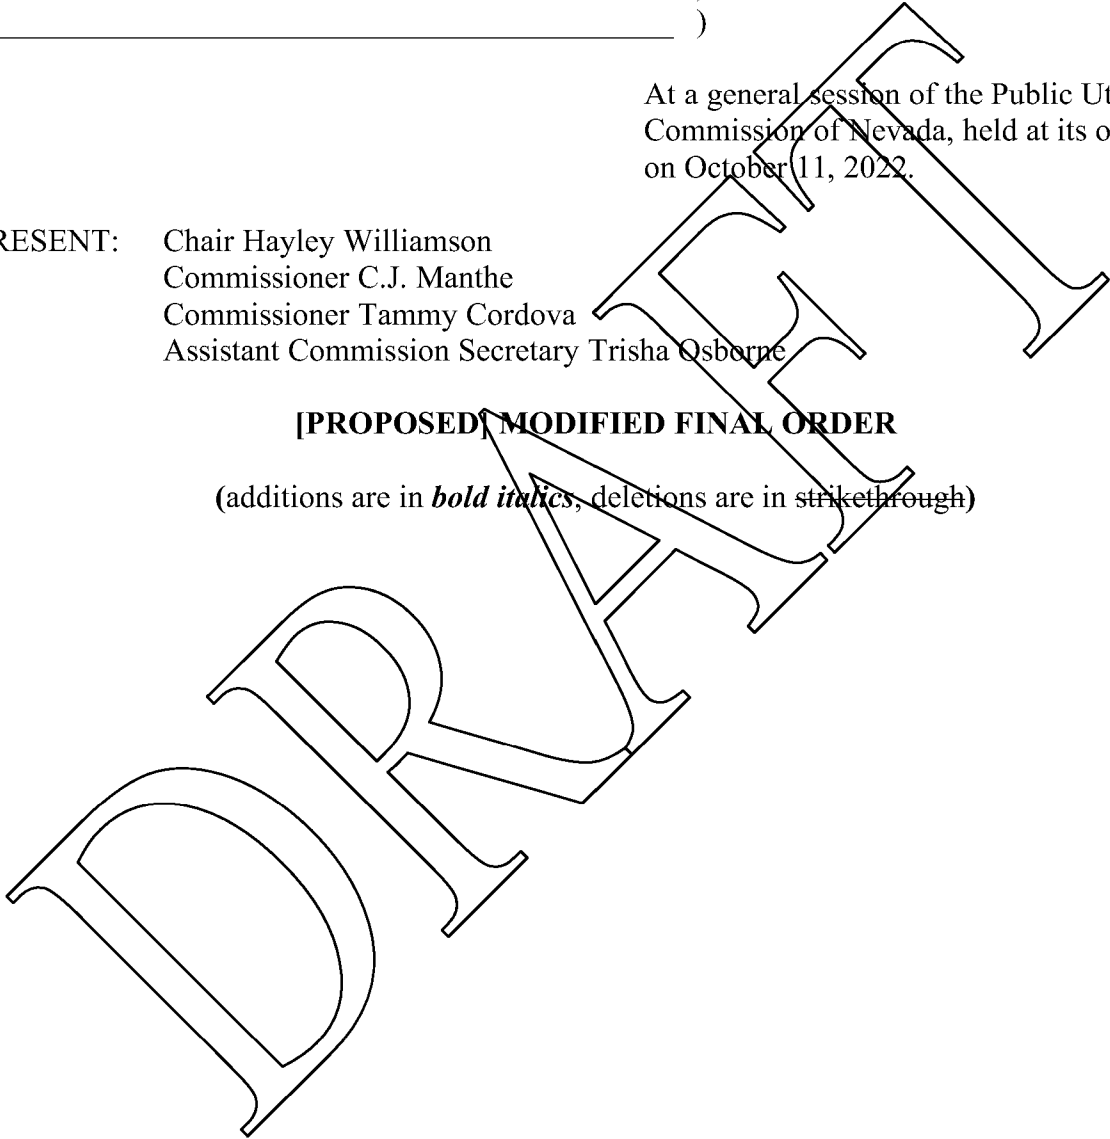 )
At a general session of the Public Ut
Commission of Nevada, held at its o
on October 11, 2022.
RESENT: Chair Hayley Williamson
Commissioner C.J. Manthe
Commissioner Tammy Cordova
Assistant Commission Secretary Trisha Osborne
[PROPOSED] MODIFIED FINAL ORDER
(additions are in bold italics, deletions are in strikethrough)
DRAFT